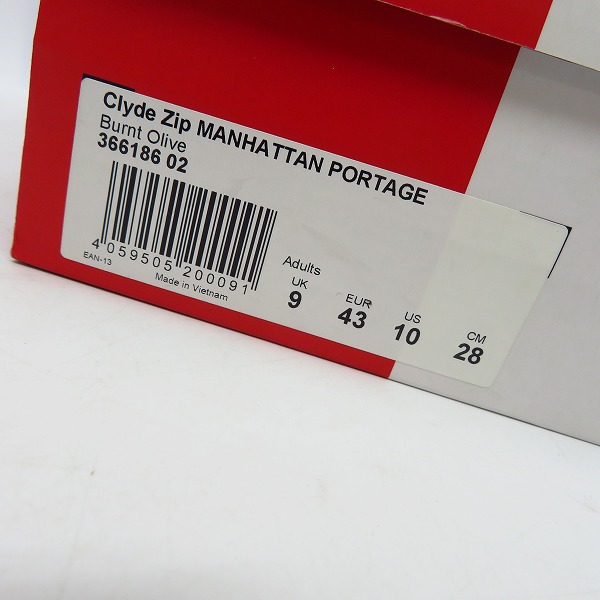 Clyde Zip MANHATTAN PORTAGE
Burnt Olive
366186 02
4 059505 200091
EAN-13
Made in Vietnam
Adults
UK EUR US CM
9 43 10 28